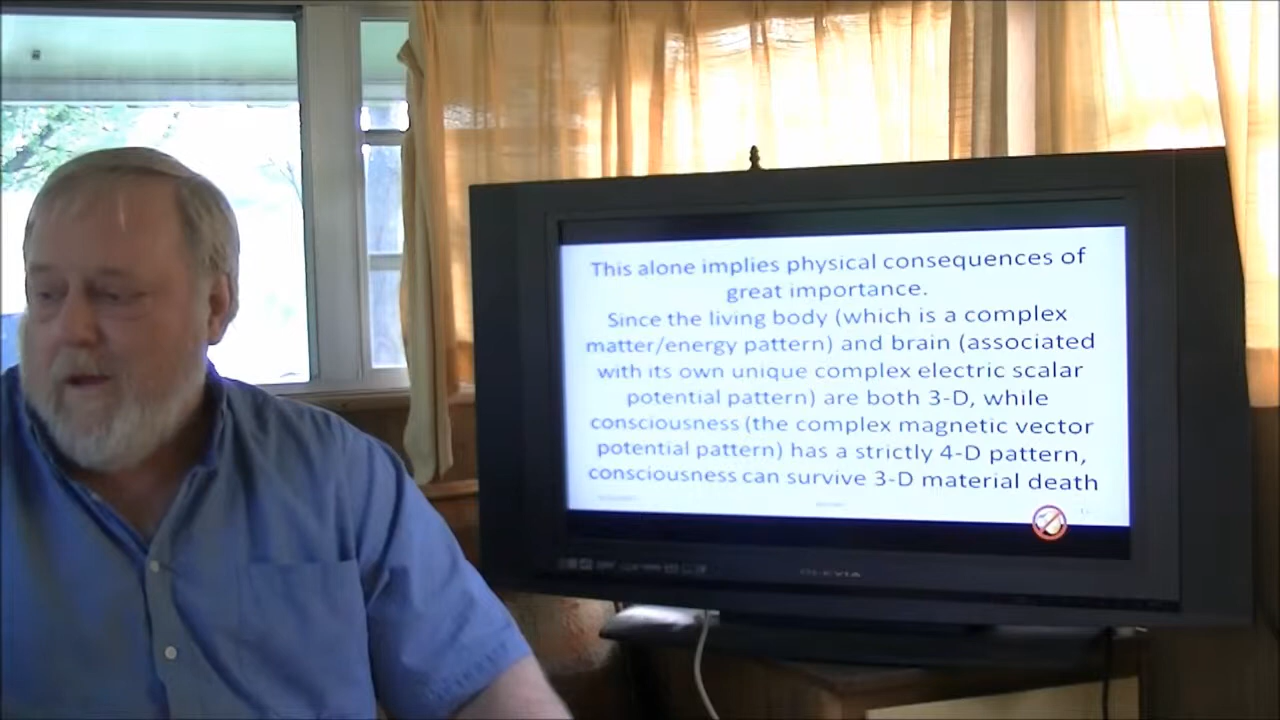 This alone implies physical consequences of
great importance.
Since the living body (which is a complex
matter/energy pattern) and brain (associated
with its own unique complex electric scalar
potential pattern) are both 3-D, while
consciousness (the complex magnetic vector
potential pattern) has a strictly 4-D pattern,
consciousness can survive 3-D material death
OLEVIA